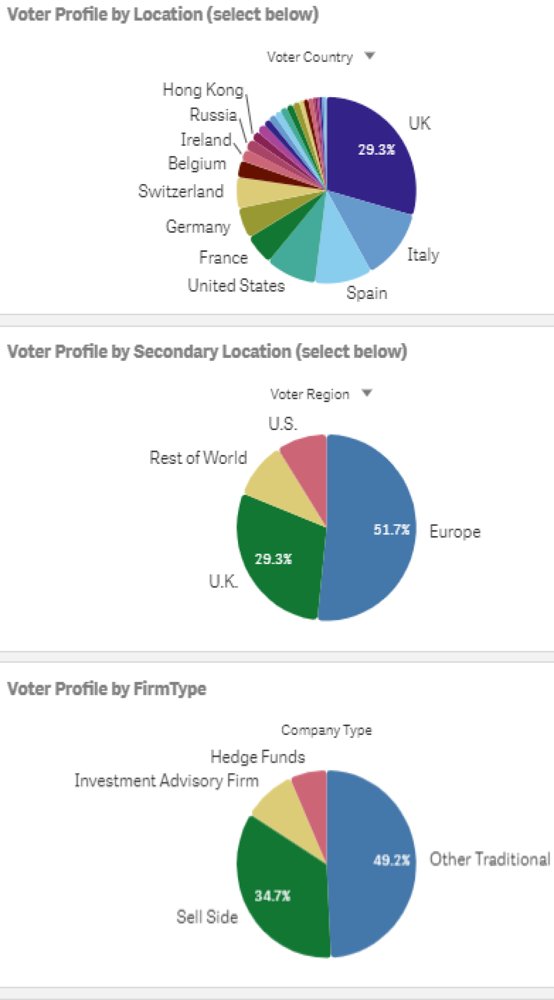 Voter Profile by Location (select below)
Voter Country
Hong Kong
Russia
Ireland
Belgium
Switzerland
Germany
France
United States
UK
29.3%
Italy
Spain
Voter Profile by Secondary Location (select below)
Voter Region
U.S.
Rest of World
51.7%
Europe
29.3%
U.K.
Voter Profile by FirmType
Company Type
Hedge Funds
Investment Advisory Firm
49.2%
Other Traditional
34.7%
Sell Side